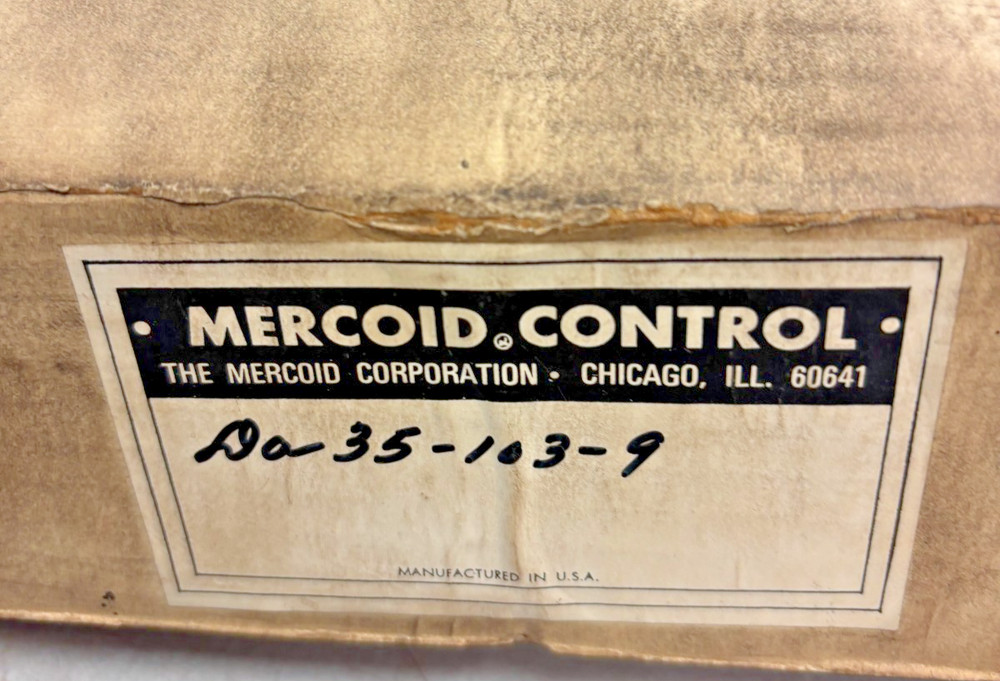 • MERCOID® CONTROL •
THE MERCOID CORPORATION • CHICAGO, ILL. 60641
Da-35-103-9
MANUFACTURED IN U.S.A.